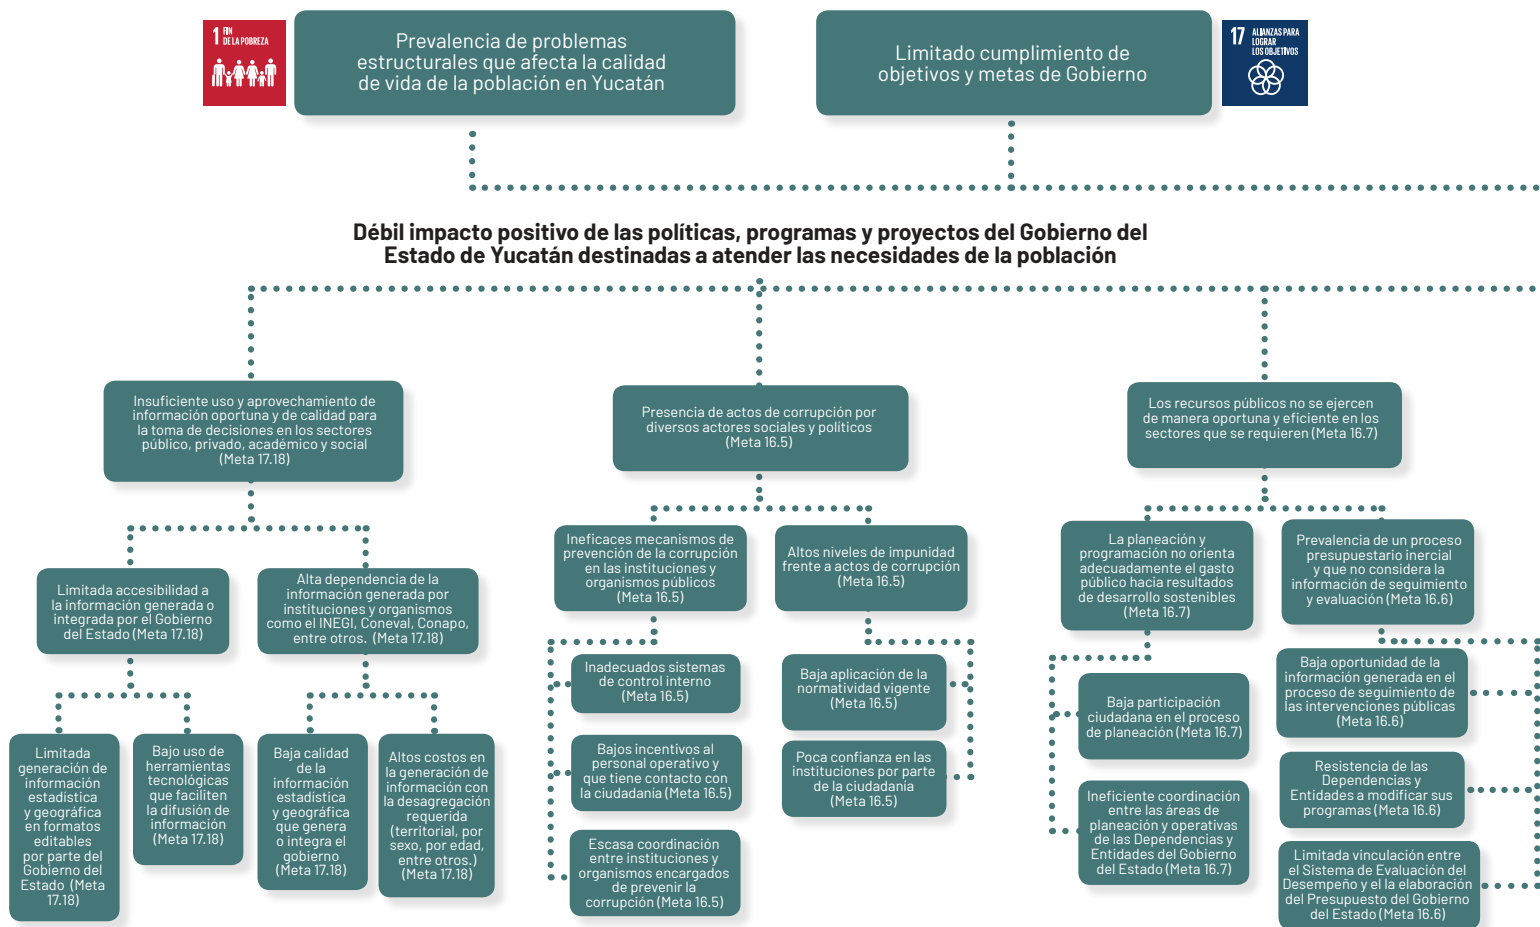 1 FIN
DE LA POBREZA
Prevalencia de problemas
estructurales que afecta la calidad
de vida de la población en Yucatán
Limitado cumplimiento de
objetivos y metas de Gobierno
17 ALIANZAS PARA
LOGRAR
LOS OBJETIVOS
Débil impacto positivo de las políticas, programas y proyectos del Gobierno del
Estado de Yucatán destinadas a atender las necesidades de la población
Insuficiente uso y aprovechamiento de
información oportuna y de calidad para
la toma de decisiones en los sectores
público, privado, académico y social
(Meta 17.18)
Presencia de actos de corrupción por
diversos actores sociales y políticos
(Meta 16.5)
Los recursos públicos no se ejercen
de manera oportuna y eficiente en los
sectores que se requieren (Meta 16.7)
Limitada accesibilidad a
la información generada o
integrada por el Gobierno
del Estado (Meta 17.18)
Alta dependencia de la
información generada por
instituciones y organismos
como el INEGI, Coneval, Conapo,
entre otros. (Meta 17.18)
Ineficaces mecanismos de
prevención de la corrupción
en las instituciones y
organismos públicos
(Meta 16.5)
Altos niveles de impunidad
frente a actos de corrupción
(Meta 16.5)
La planeación y
programación no orienta
adecuadamente el gasto
público hacia resultados
de desarrollo sostenibles
(Meta 16.7)
Prevalencia de un proceso
presupuestario inercial
y que no considera la
información de seguimiento
y evaluación (Meta 16.6)
Limitada
generación de
información
estadística
y geográfica
en formatos
editables
por parte del
Gobierno del
Estado (Meta
17.18)
Bajo uso de
herramientas
tecnológicas
que faciliten
la difusión de
información
(Meta 17.18)
Baja calidad
de la
información
estadística
y geográfica
que genera
o integra el
gobierno
(Meta 17.18)
Altos costos en
la generación de
información con
la desagregación
requerida
(territorial, por
sexo, por edad,
entre otros.)
(Meta 17.18)
Inadecuados sistemas
de control interno
(Meta 16.5)
Bajos incentivos al
personal operativo y
que tiene contacto con
la ciudadanía (Meta 16.5)
Escasa coordinación
entre instituciones y
organismos encargados
de prevenir la
corrupción (Meta 16.5)
Baja aplicación de la
normatividad vigente
(Meta 16.5)
Poca confianza en las
instituciones por parte
de la ciudadanía
(Meta 16.5)
Baja participación
ciudadana en el proceso
de planeación (Meta 16.7)
Ineficiente coordinación
entre las áreas de
planeación y operativas
de las Dependencias y
Entidades del Gobierno
del Estado (Meta 16.7)
Baja oportunidad de la
información generada en el
proceso de seguimiento de
las intervenciones públicas
(Meta 16.6)
Resistencia de las
Dependencias y
Entidades a modificar sus
programas (Meta 16.6)
Limitada vinculación entre
el Sistema de Evaluación del
Desempeño y el la elaboración
del Presupuesto del Gobierno
del Estado (Meta 16.6)